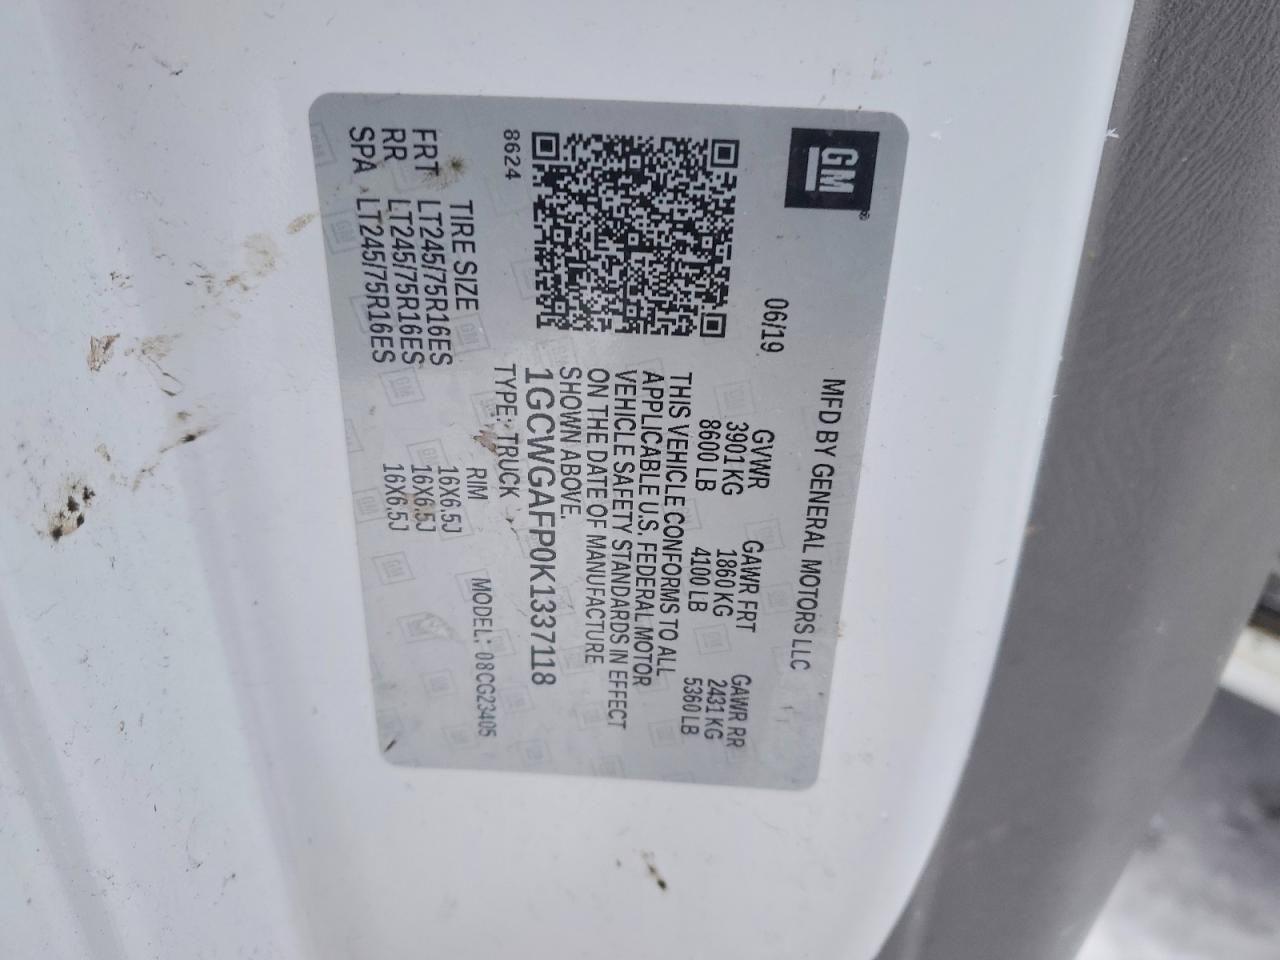 GM
MFD BY GENERAL MOTORS LLC
06/19
GVWR GAWR FRT GAWR RR
3901 KG 1860 KG 2431 KG
8600 LB 4100 LB 5360 LB
THIS VEHICLE CONFORMS TO ALL
APPLICABLE U.S. FEDERAL MOTOR
VEHICLE SAFETY STANDARDS IN EFFECT
ON THE DATE OF MANUFACTURE
SHOWN ABOVE.
1GCWGAFP0K1337118
8624 TYPE: TRUCK MODEL: 08CG23405
TIRE SIZE RIM
FRT LT245/75R16ES 16X6.5J
RR LT245/75R16ES 16X6.5J
SPA LT245/75R16ES 16X6.5J